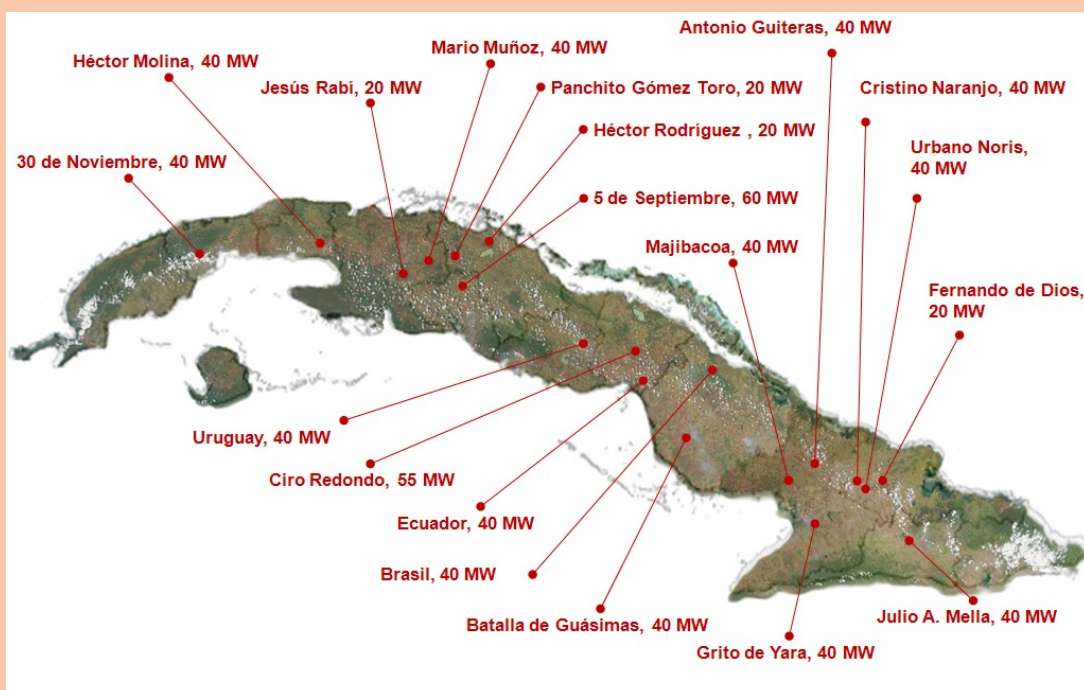 Antonio Guiteras, 40 MW
Mario Muñoz, 40 MW
Héctor Molina, 40 MW
Jesús Rabí, 20 MW
Panchito Gómez Toro, 20 MW
Cristino Naranjo, 40 MW
Héctor Rodríguez , 20 MW
Urbano Noris,
40 MW
30 de Noviembre, 40 MW
5 de Septiembre, 60 MW
Majibacoa, 40 MW
Fernando de Dios,
20 MW
Uruguay, 40 MW
Ciro Redondo, 55 MW
Ecuador, 40 MW
Brasil, 40 MW
Batalla de Guásimas, 40 MW
Julio A. Mella, 40 MW
Grito de Yara, 40 MW